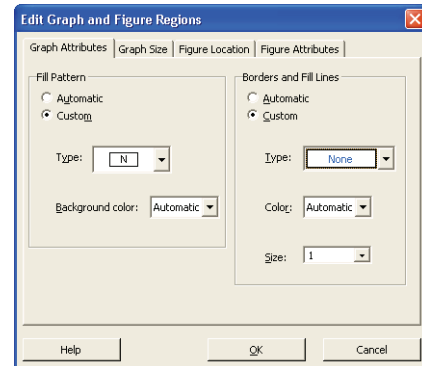 Edit Graph and Figure Regions
Graph Attributes Graph Size Figure Location Figure Attributes
Fill Pattern
Automatic
Custom
Type: N
Background color: Automatic
Borders and Fill Lines
Automatic
Custom
Type: None
Color: Automatic
Size: 1
Help OK Cancel